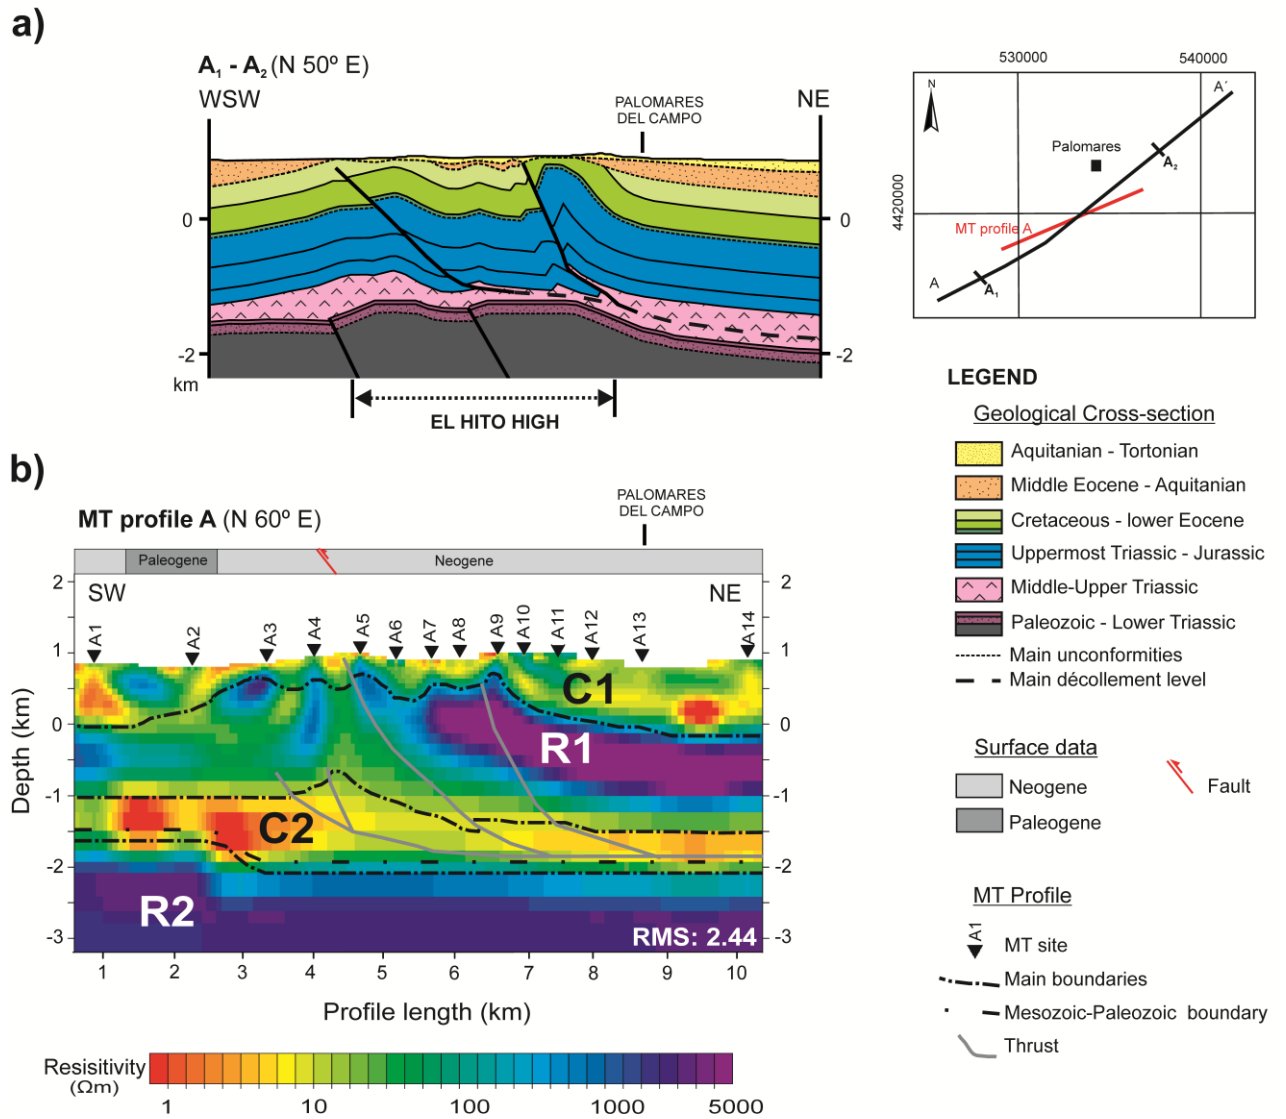 a)
A1 - A2 (N 50º E)
WSW
PALOMARES
DEL CAMPO
NE
0
0
-2
-2
km
EL HITO HIGH
530000
540000
N
A´
Palomares
A2
4420000
MT profile A
A
A1
b)
MT profile A (N 60º E)
PALOMARES
DEL CAMPO
Paleogene
Neogene
SW
NE
A1
A2
A3
A4
A5
A6
A7
A8
A9
A10
A11
A12
A13
A14
2
1
0
-1
-2
-3
2
1
0
-1
-2
-3
Depth (km)
C1
R1
C2
R2
RMS: 2.44
1
2
3
4
5
6
7
8
9
10
Profile length (km)
Resisitivity
(Ωm)
1
10
100
1000
5000
LEGEND
Geological Cross-section
Aquitanian - Tortonian
Middle Eocene - Aquitanian
Cretaceous - lower Eocene
Uppermost Triassic - Jurassic
Middle-Upper Triassic
Paleozoic - Lower Triassic
Main unconformities
Main décollement level
Surface data
Neogene
Paleogene
Fault
MT Profile
A1
MT site
Main boundaries
Mesozoic-Paleozoic boundary
Thrust